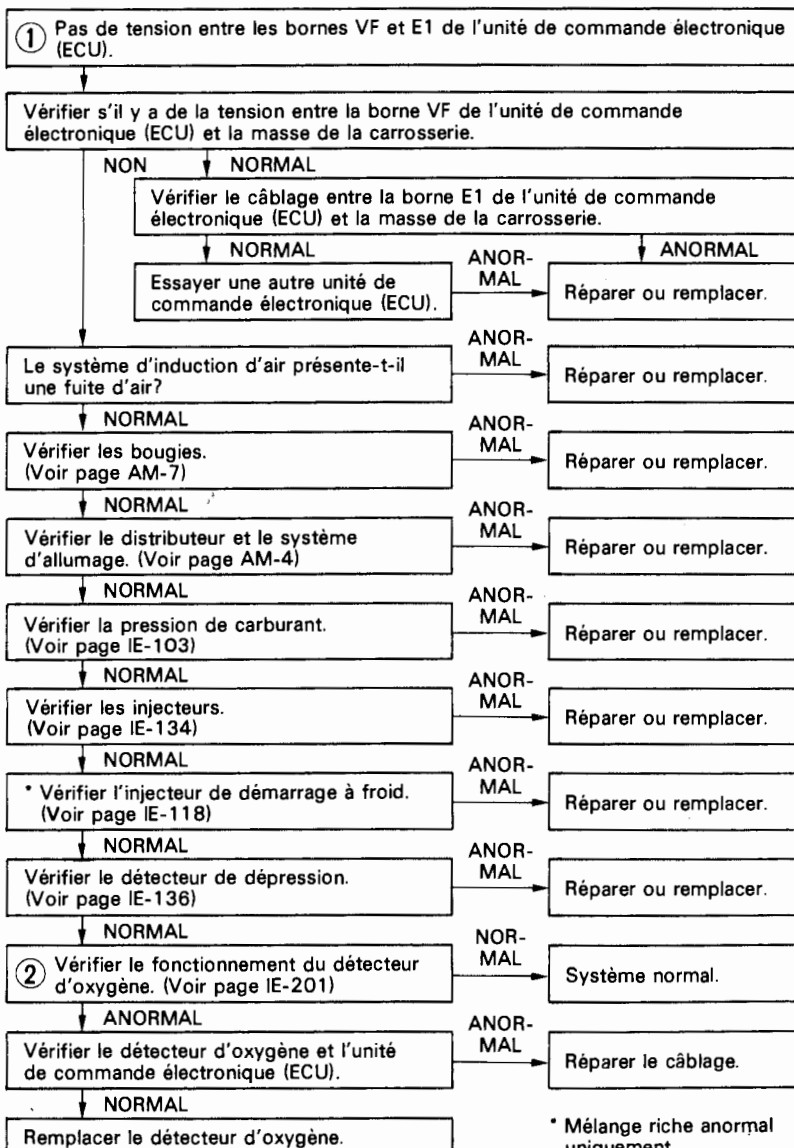 ① Pas de tension entre les bornes VF et E1 de l'unité de commande électronique
(ECU).
Vérifier s'il y a de la tension entre la borne VF de l'unité de commande
électronique (ECU) et la masse de la carrosserie.
NON
NORMAL
Vérifier le câblage entre la borne E1 de l'unité de commande
électronique (ECU) et la masse de la carrosserie.
NORMAL
ANOR-
MAL
ANORMAL
Essayer une autre unité de
commande électronique (ECU).
Réparer ou remplacer.
Le système d'induction d'air présente-t-il
une fuite d'air?
ANOR-
MAL
Réparer ou remplacer.
NORMAL
Vérifier les bougies.
(Voir page AM-7)
ANOR-
MAL
Réparer ou remplacer.
NORMAL
Vérifier le distributeur et le système
d'allumage. (Voir page AM-4)
ANOR-
MAL
Réparer ou remplacer.
NORMAL
Vérifier la pression de carburant.
(Voir page IE-103)
ANOR-
MAL
Réparer ou remplacer.
NORMAL
Vérifier les injecteurs.
(Voir page IE-134)
ANOR-
MAL
Réparer ou remplacer.
NORMAL
* Vérifier l'injecteur de démarrage à froid.
(Voir page IE-118)
ANOR-
MAL
Réparer ou remplacer.
NORMAL
Vérifier le détecteur de dépression.
(Voir page IE-136)
ANOR-
MAL
Réparer ou remplacer.
NORMAL
② Vérifier le fonctionnement du détecteur
d'oxygène. (Voir page IE-201)
NOR-
MAL
Système normal.
ANORMAL
Vérifier le détecteur d'oxygène et l'unité
de commande électronique (ECU).
ANOR-
MAL
Réparer le câblage.
NORMAL
Remplacer le détecteur d'oxygène.
* Mélange riche anormal
uniquement